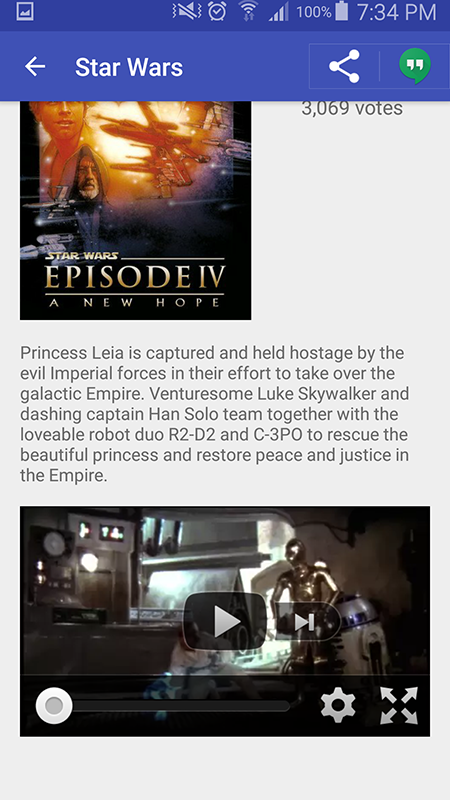 100% 7:34 PM
Star Wars
3,069 votes
STAR WARS
EPISODE IV
A NEW HOPE
Princess Leia is captured and held hostage by the
evil Imperial forces in their effort to take over the
galactic Empire. Venturesome Luke Skywalker and
dashing captain Han Solo team together with the
loveable robot duo R2-D2 and C-3PO to rescue the
beautiful princess and restore peace and justice in
the Empire.